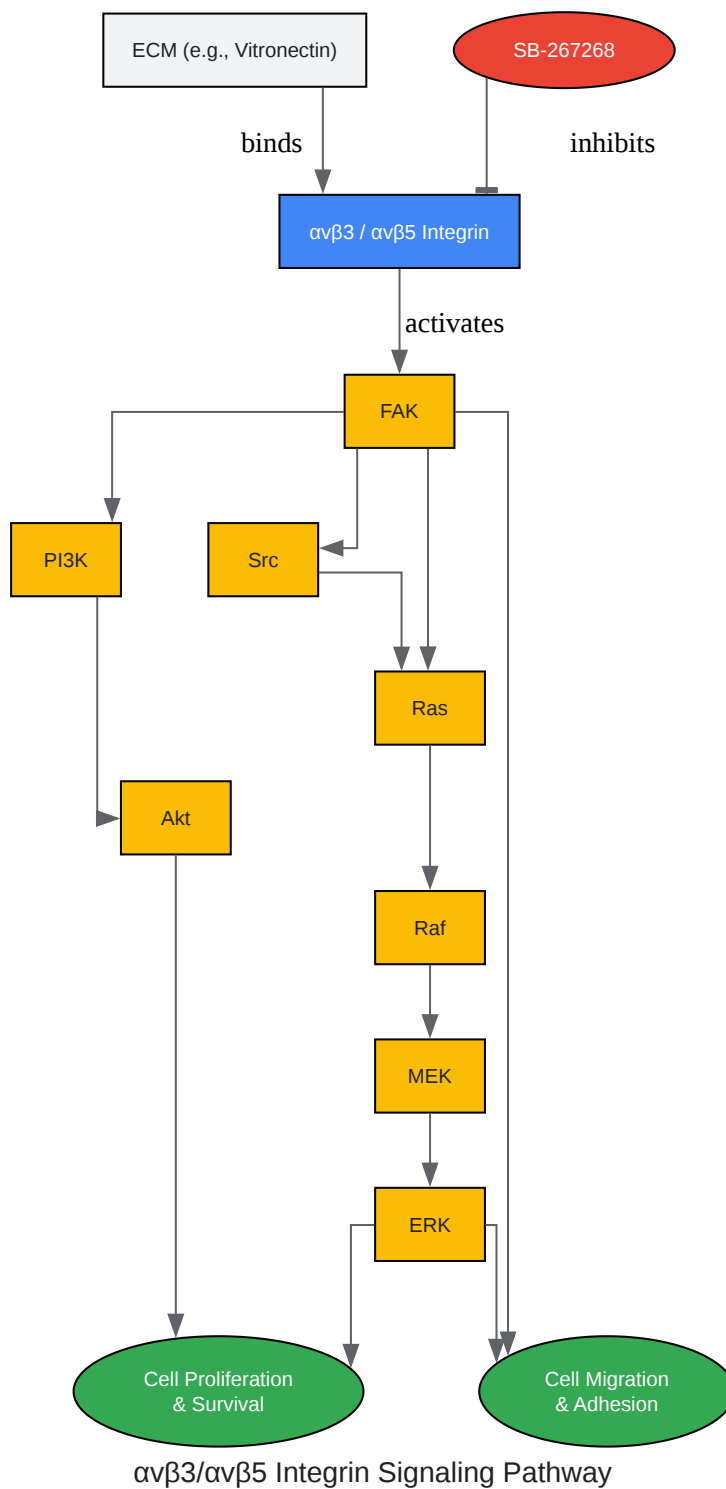 ECM (e.g., Vitronectin)
SB-267268
binds
inhibits
αvβ3 / αvβ5 Integrin
activates
FAK
PI3K
Src
Ras
Akt
Raf
MEK
ERK
Cell Proliferation
& Survival
Cell Migration
& Adhesion
αvβ3/αvβ5 Integrin Signaling Pathway